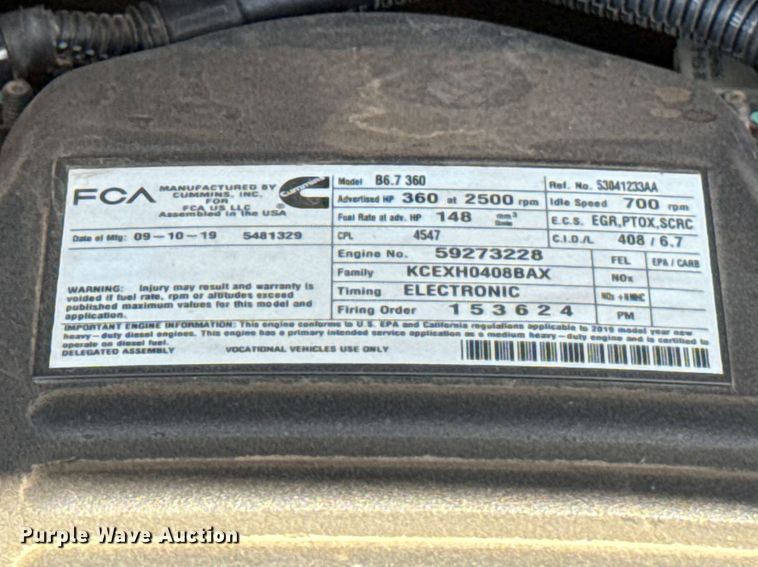 FCA
MANUFACTURED BY
CUMMINS, INC.
FOR
FCA US LLC
Assembled in the USA
Cummins
Model B6.7 360
Ref. No. 53041233AA
Advertised HP 360 at 2500 rpm
Idle Speed 700 rpm
Fuel Rate at adv. HP 148 mm³
E.C.S. EGR,PTOX,SCRC
Date of Mfg: 09-10-19 5481329
CPL 4547
C.I.D./L 408 / 6.7
Engine No. 59273228
FEL
EPA / CARB
Family KCEXH0408BAX
NOx
Timing ELECTRONIC
NOx + NMHC
Firing Order 1 5 3 6 2 4
PM
WARNING: Injury may result and warranty is
voided if fuel rate, rpm or altitudes exceed
published maximum values for this model and
application.
IMPORTANT ENGINE INFORMATION: This engine conforms to U.S. EPA and California regulations applicable to 2019 model year new
heavy-duty diesel engines. This engine has a primary intended service application as a medium heavy-duty engine and is certified to
operate on diesel fuel.
DELEGATED ASSEMBLY VOCATIONAL VEHICLES USE ONLY
Purple Wave Auction